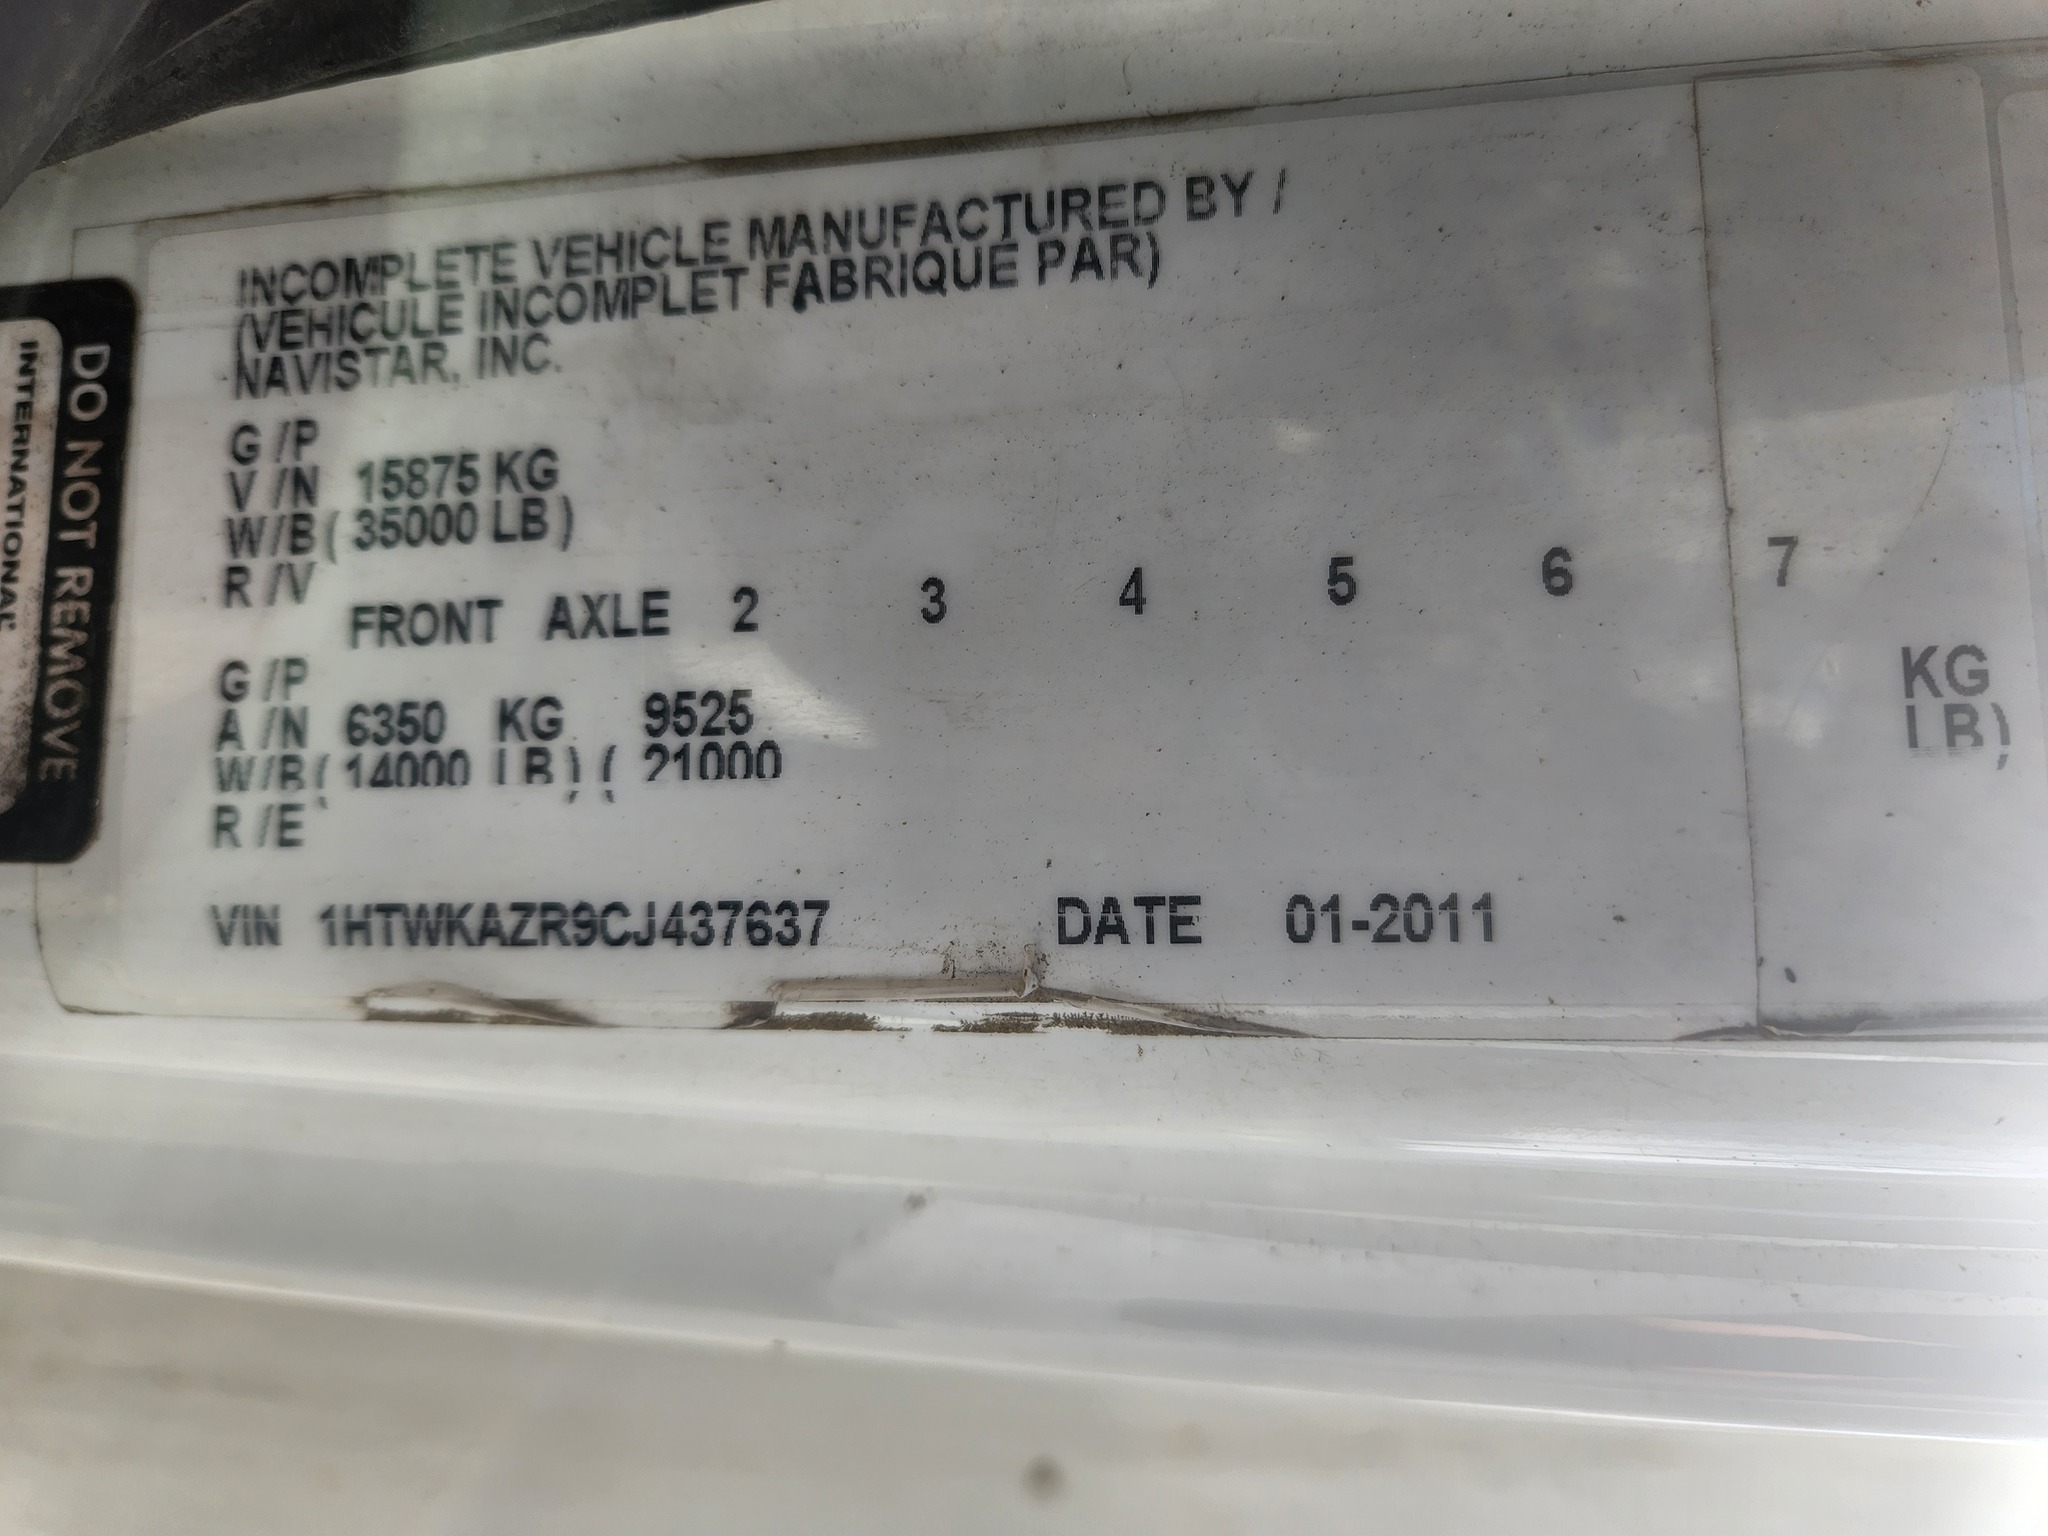 INCOMPLETE VEHICLE MANUFACTURED BY /
(VEHICULE INCOMPLET FABRIQUE PAR)
NAVISTAR, INC.
G /P
V /N 15875 KG
W/B ( 35000 LB )
R /V
FRONT AXLE 2 3 4 5 6 7
G /P
A /N 6350 KG 9525 KG
W/B ( 14000 LB ) ( 21000 LB )
R /E
VIN 1HTWKAZR9CJ437637 DATE 01-2011
DO NOT REMOVE
INTERNATIONAL